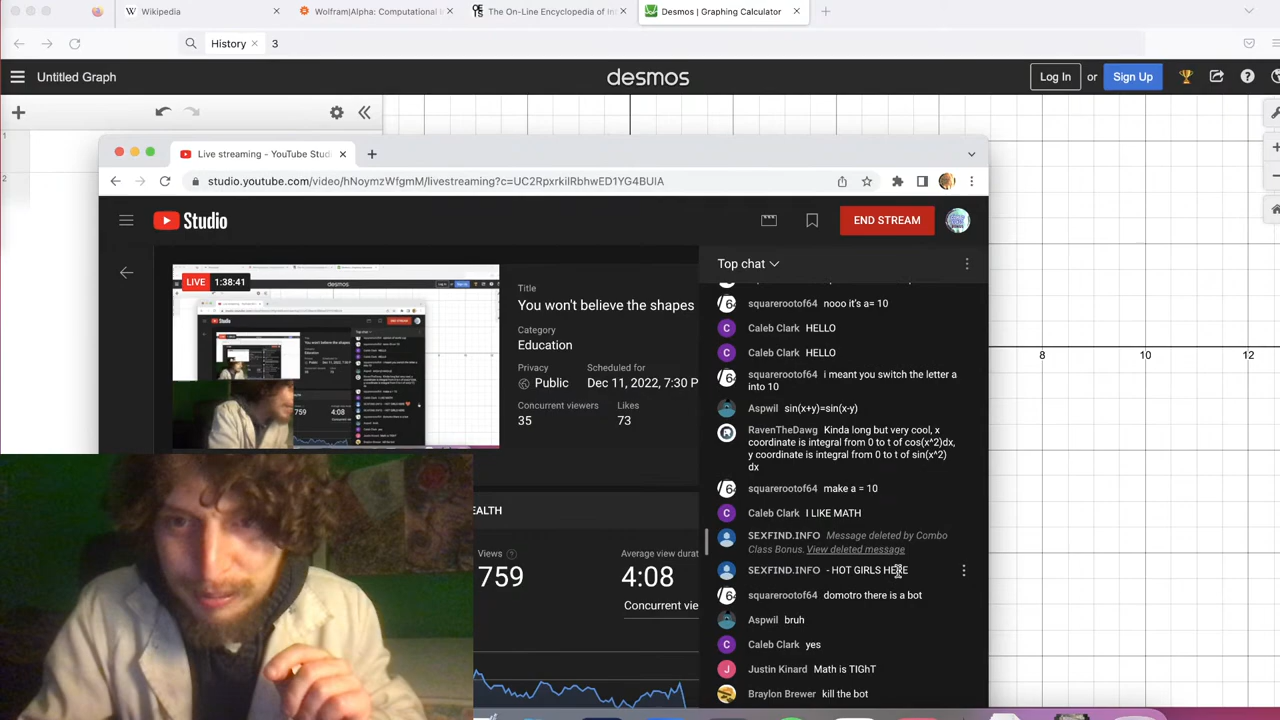 Wikipedia
Wolfram|Alpha: Computational I
The On-Line Encyclopedia of In
Desmos | Graphing Calculator
History
3
Untitled Graph
desmos
Log In or Sign Up
1
2
Live streaming - YouTube Stud
studio.youtube.com/video/hNoymzWfgmM/livestreaming?c=UC2RpxrkilRbhwED1YG4BUIA
Studio
END STREAM
LIVE 1:38:41
Title
You won't believe the shapes
Category
Education
Privacy
Scheduled
Dec 11, 2022, 7:30 P
Concurrent viewers
Likes
35
73
EALTH
Views
Average view durat
759
4:08
Concurrent vie
Top chat
squarerootof64 nooo it's a= 10
Caleb Clark HELLO
Caleb Clark HELLO
squarerootof64 i meant you switch the letter a
into 10
Aspwil sin(x+y)=sin(x-y)
RavenTheDawg Kinda long but very cool, x
coordinate is integral from 0 to t of cos(x^2)dx,
y coordinate is integral from 0 to t of sin(x^2)
dx
squarerootof64 make a = 10
Caleb Clark I LIKE MATH
SEXFIND.INFO Message deleted by Combo
Class Bonus. View deleted message
SEXFIND.INFO - HOT GIRLS HERE
squarerootof64 domotro there is a bot
Aspwil bruh
Caleb Clark yes
Justin Kinard Math is TIGhT
Braylon Brewer kill the bot
10
12